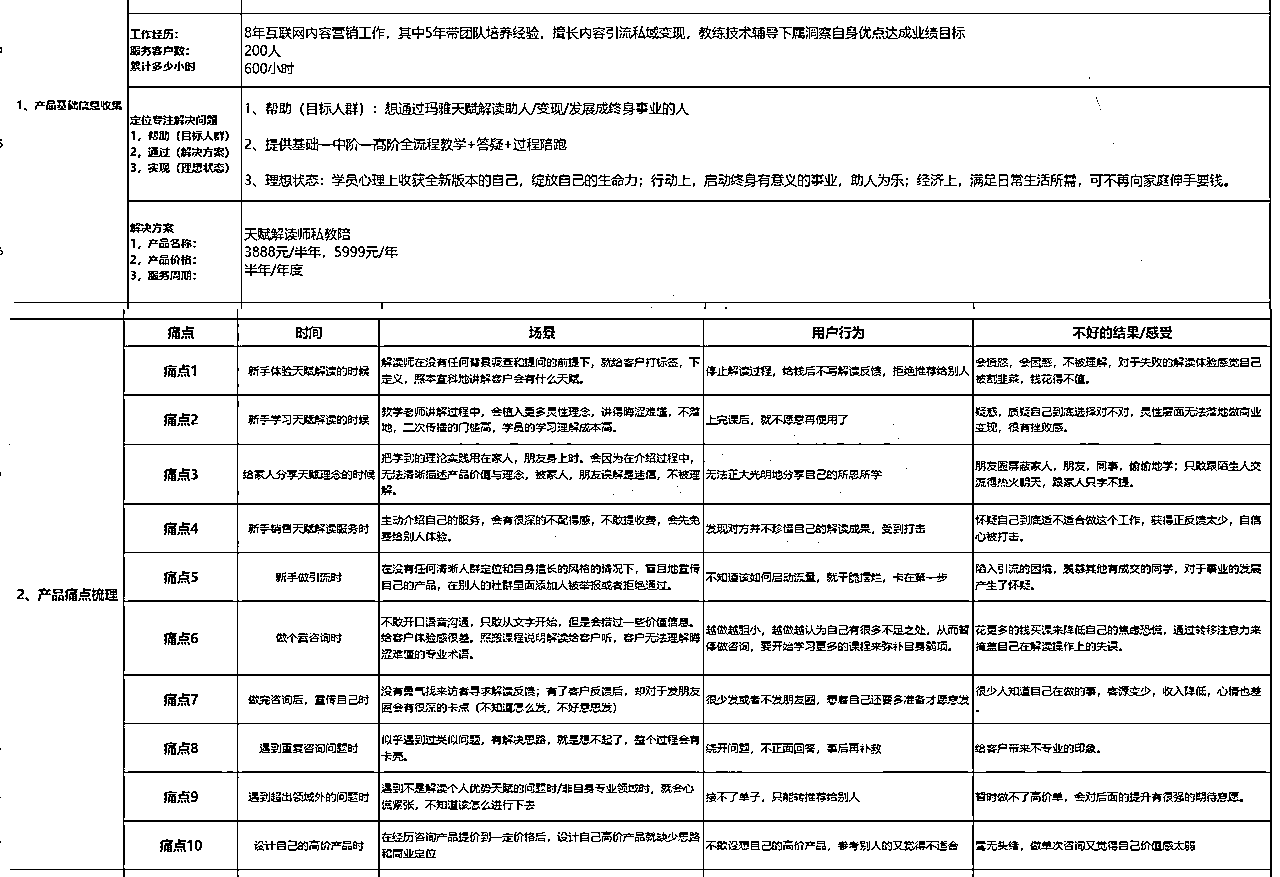 工作经历：
服务客户数：
累计多少小时
8年互联网内容营销工作，其中5年带团队培养经验，擅长内容引流私域变现，教练技术辅导下属洞察自身优点达成业绩目标
200人
600小时
1、产品基础信息收集
定位专注解决问题
1，帮助（目标人群）
2，通过（解决方案）
3，实现（理想状态）
1、帮助（目标人群）：想通过玛雅天赋解读助人/变现/发展成终身事业的人
2、提供基础—中阶—高阶全流程教学+答疑+过程陪跑
3、理想状态：学员心理上收获全新版本的自己，绽放自己的生命力；行动上，启动终身有意义的事业，助人为乐；经济上，满足日常生活所需，可不再向家庭伸手要钱。
解决方案
1，产品名称：
2，产品价格：
3，服务周期：
天赋解读师私教陪
3888元/半年，5999元/年
半年/年度
痛点 时间 场景 用户行为 不好的结果/感受
痛点1 新手体验天赋解读的时候
解读师在没有任何背景调查和提问的前提下，就给客户打标签，下
定义，照本宣科地讲解客户会有什么天赋。
停止解读过程，给钱后不写解读反馈，拒绝推荐给别人
会愤怒，会困惑，不被理解，对于失败的解读体验感觉自己
被割韭菜，钱花得不值。
痛点2 新手学习天赋解读的时候
教学老师讲解过程中，会植入更多灵性理念，讲得晦涩难懂，不落
地，二次传播的门槛高，学员的学习理解成本高。
上完课后，就不愿意再使用了
疑惑，质疑自己到底选择对不对，灵性层面无法落地做商业
变现，很有挫败感。
痛点3 给家人分享天赋理念的时候
把学到的理论实践用在家人，朋友身上时。会因为在介绍过程中，
无法清晰描述产品价值与理念，被家人，朋友误解是迷信，不被理
解。
无法正大光明地分享自己的所思所学
朋友圈屏蔽家人，朋友，同事，偷偷地学；只敢跟陌生人交
流得热火朝天，跟家人只字不提。
痛点4 新手销售天赋解读服务时
主动介绍自己的服务，会有很深的不配得感，不敢提收费，会先免
费给别人体验。
发现对方并不珍惜自己的解读成果，受到打击
怀疑自己到底适不适合做这个工作，获得正反馈太少，自信
心被打击。
2、产品痛点梳理
痛点5 新手做引流时
在没有任何清晰人群定位和自身擅长的风格的情况下，盲目地宣传
自己的产品，在别人的社群里面添加人被举报或者拒绝通过。
不知道该如何启动流量，就干脆摆烂，卡在第一步
陷入引流的困境，羡慕其他有成交的同学，对于事业的发展
产生了怀疑。
痛点6 做个案咨询时
不敢开口语音沟通，只敢从文字开始，但是会错过一些价值信息。
给客户体验感很差。照搬课程说明解读给客户听，客户无法理解晦
涩难懂的专业术语。
越做越胆小，越做越认为自己有很多不足之处，从而暂
停做咨询，要开始学习更多的课程来弥补自身弱项。
花更多的钱买课来降低自己的焦虑恐慌，通过转移注意力来
掩盖自己在解读操作上的失误。
痛点7 做完咨询后，宣传自己时
没有勇气找来访者寻求解读反馈；有了客户反馈后，却对于发朋友
圈会有很深的卡点（不知道怎么发，不好意思发）
很少发或者不发朋友圈，想着自己还要多准备才愿意发
很少人知道自己在做的事，客源变少，收入降低，心情也差
。
痛点8 遇到重复咨询问题时
似乎遇到过类似问题，有解决思路，就是想不起了，整个过程会有
卡壳。
绕开问题，不正面回答，事后再补救
给客户带来不专业的印象。
痛点9 遇到超出领域外的问题时
遇到不是解读个人优势天赋的问题时/非自身专业领域时，就会心
慌紧张，不知道该怎么进行下去
接不了单子，只能转推荐给别人
暂时做不了高价单，会对后面的提升有很强的期待意愿。
痛点10 设计自己的高价产品时
在经历咨询产品提价到一定价格后，设计自己高价产品就缺少思路
和商业定位
不敢设想自己的高价产品，参考别人的又觉得不适合
毫无头绪，做单次咨询又觉得自己价值感太弱